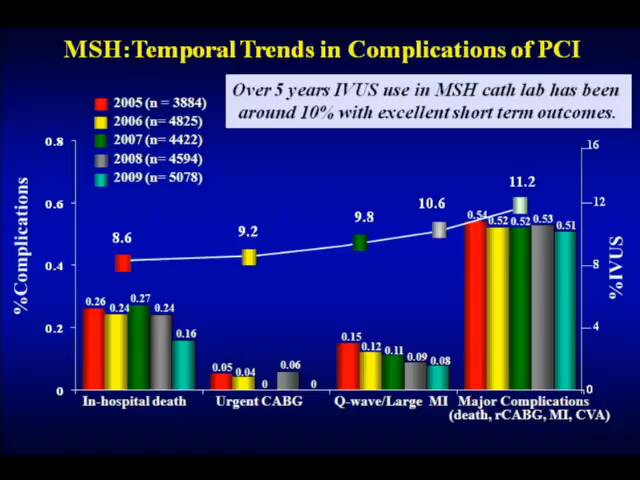 MSH:Temporal Trends in Complications of PCI
Over 5 years IVUS use in MSH cath lab has been
around 10% with excellent short term outcomes.
2005 (n = 3884)
2006 (n= 4825)
2007 (n= 4422)
2008 (n= 4594)
2009 (n= 5078)
%Complications
0.8
0.6
0.4
0.2
0
16
12
8
4
0
%IVUS
8.6
9.2
9.8
10.6
11.2
0.26
0.24
0.27
0.24
0.16
0.05
0.04
0
0.06
0
0.15
0.12
0.11
0.09
0.08
0.54
0.52
0.52
0.53
0.51
In-hospital death
Urgent CABG
Q-wave/Large MI
Major Complications
(death, rCABG, MI, CVA)